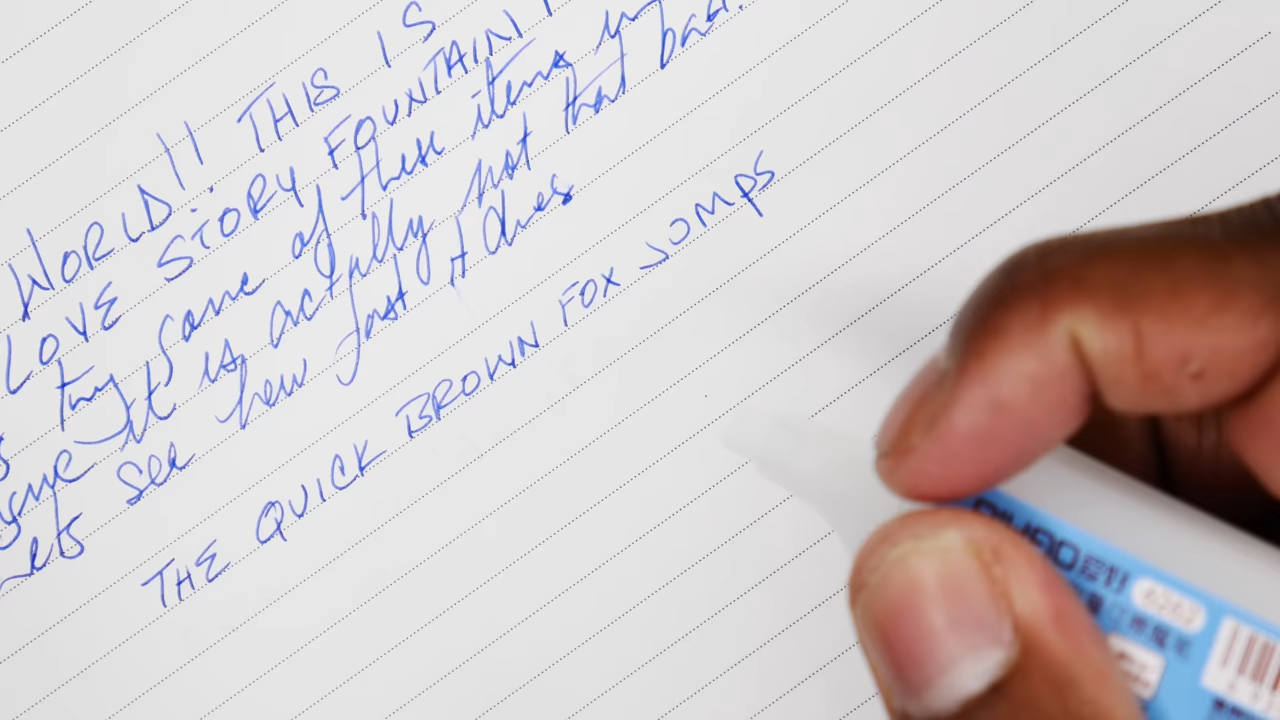 WORLD!! THIS IS
LOVE STORY FOUNTAIN
try some of these items
it is actually not that bad.
Lets see how fast it dries
THE QUICK BROWN FOX JUMPS